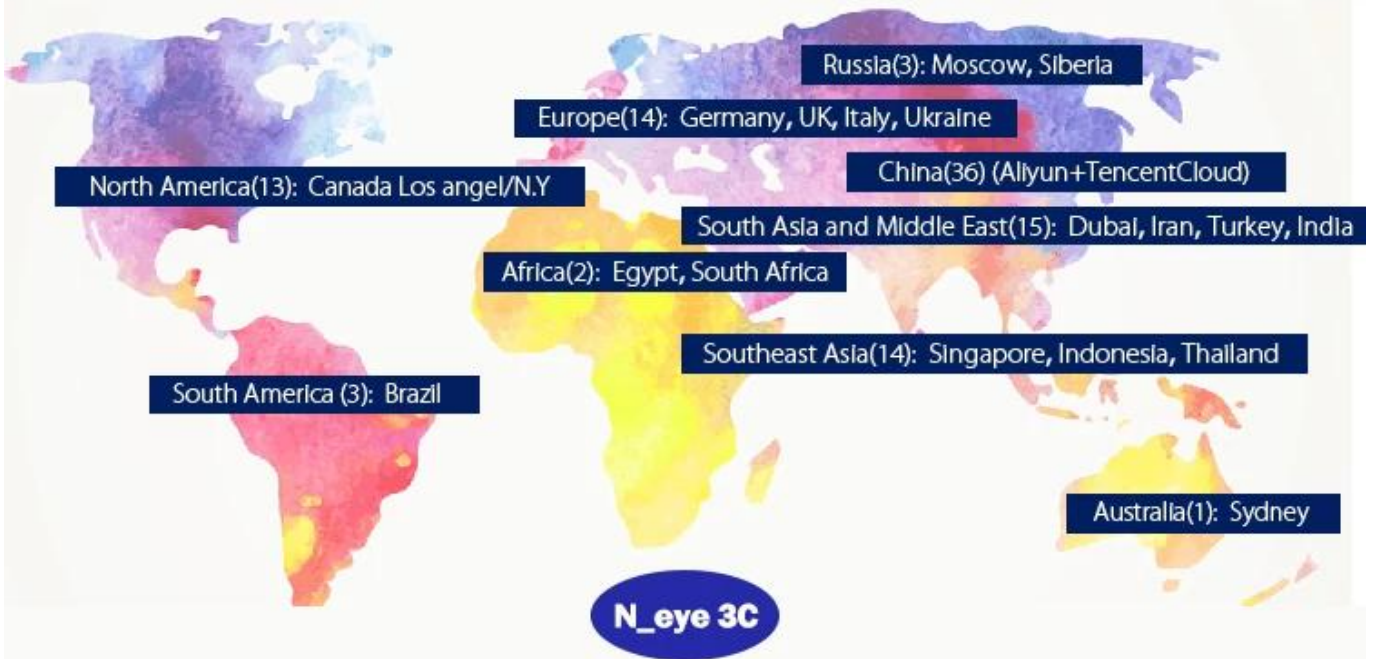 Russia(3): Moscow, Siberia
Europe(14): Germany, UK, Italy, Ukraine
China(36) (Aliyun+TencentCloud)
North America(13): Canada Los angel/N.Y
South Asia and Middle East(15): Dubai, Iran, Turkey, India
Africa(2): Egypt, South Africa
Southeast Asia(14): Singapore, Indonesia, Thailand
South America (3): Brazil
Australia(1): Sydney
N_eye 3C